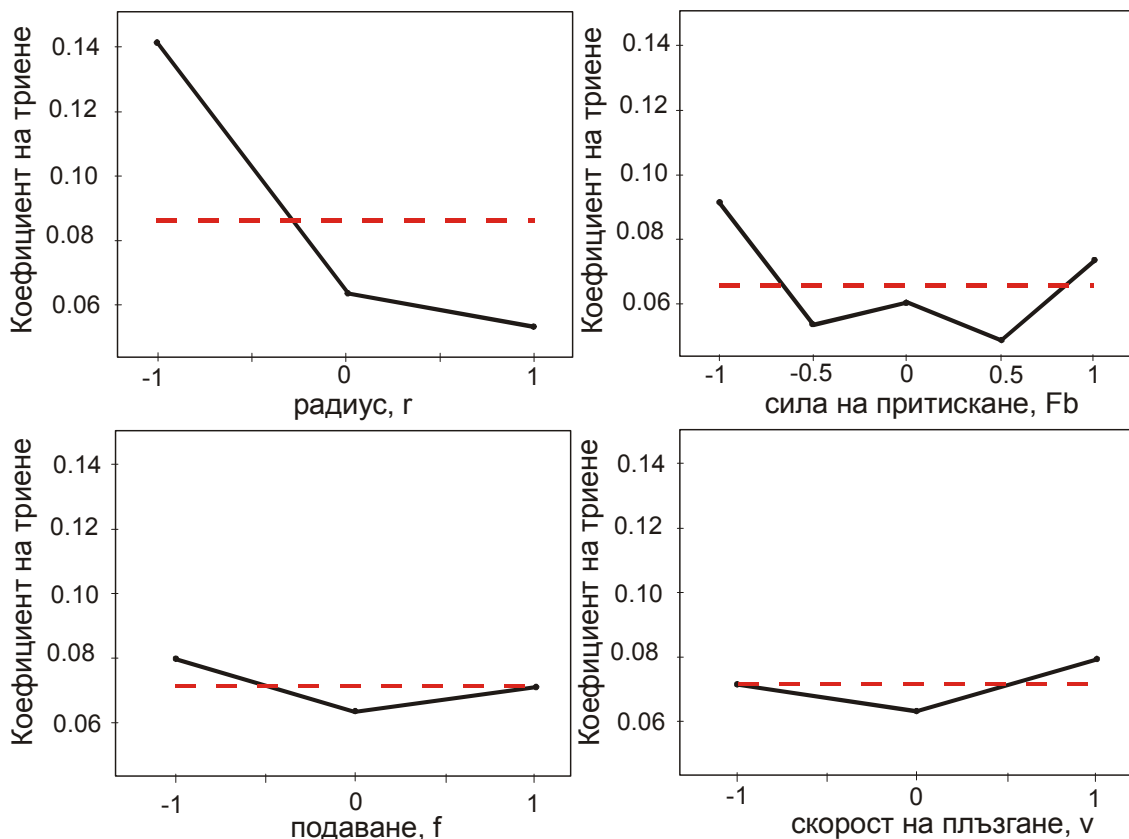 Коефициент на триене
0.14
0.12
0.10
0.08
0.06
-1 0 1
радиус, r
Коефициент на триене
0.14
0.12
0.10
0.08
0.06
-1 -0.5 0 0.5 1
сила на притискане, Fb
Коефициент на триене
0.14
0.12
0.10
0.08
0.06
-1 0 1
подаване, f
Коефициент на триене
0.14
0.12
0.10
0.08
0.06
-1 0 1
скорост на плъзгане, v